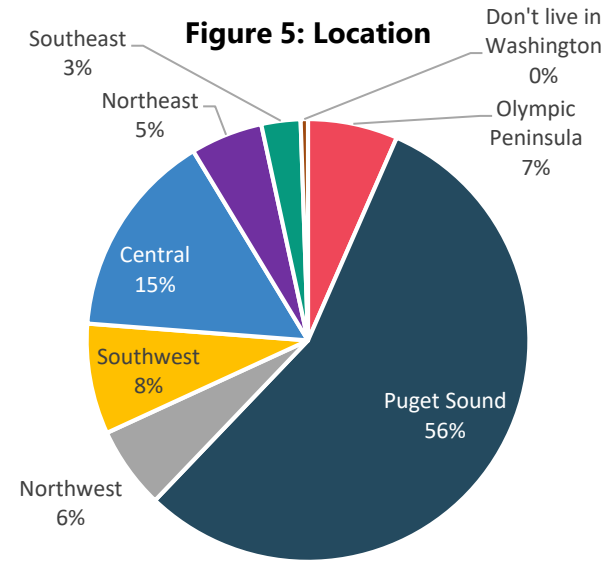 Figure 5: Location
Don't live in
Washington
0%
Olympic
Peninsula
7%
Puget Sound
56%
Northwest
6%
Southwest
8%
Central
15%
Northeast
5%
Southeast
3%